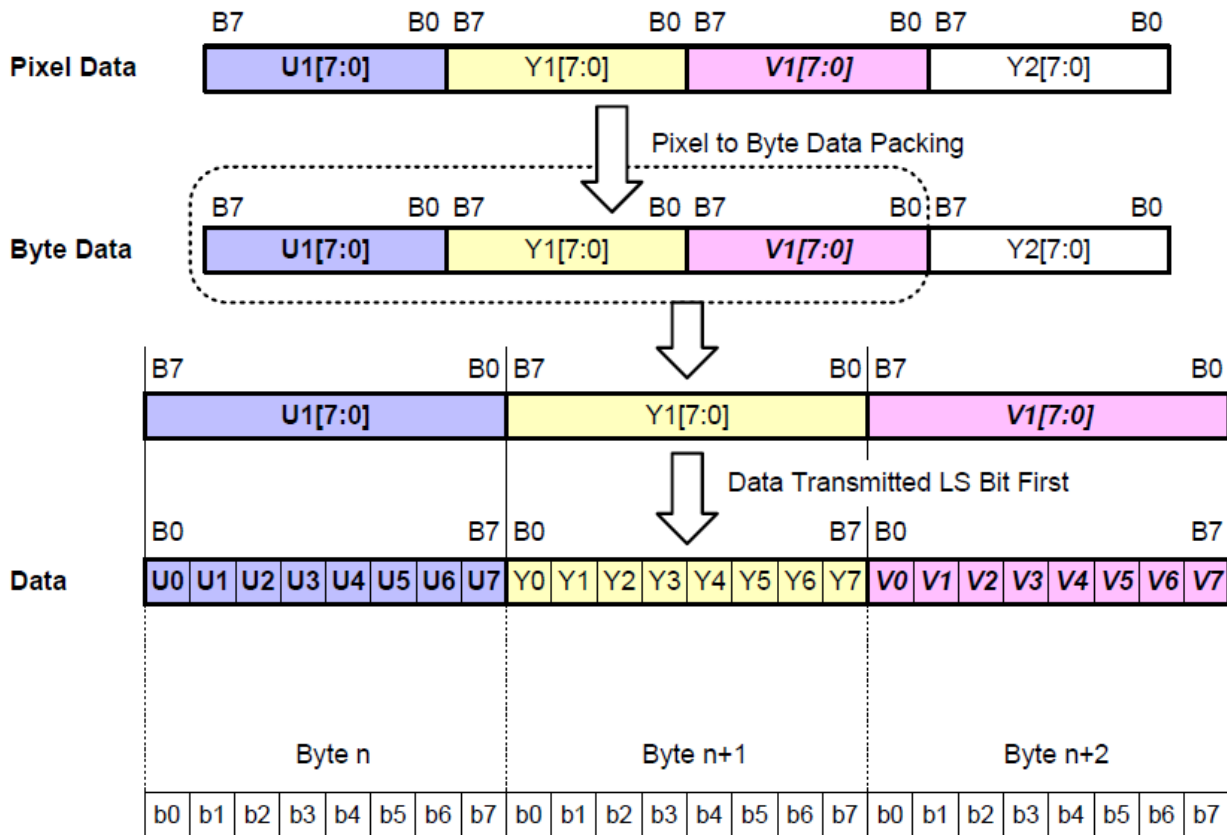 B7 B0 B7 B0 B7 B0 B7 B0
Pixel Data U1[7:0] Y1[7:0] V1[7:0] Y2[7:0]
Pixel to Byte Data Packing
B7 B0 B7 B0 B7 B0 B7 B0
Byte Data U1[7:0] Y1[7:0] V1[7:0] Y2[7:0]
B7 B0 B7 B0 B7 B0
U1[7:0] Y1[7:0] V1[7:0]
Data Transmitted LS Bit First
B0 B7 B0 B7 B0 B7
Data U0 U1 U2 U3 U4 U5 U6 U7 Y0 Y1 Y2 Y3 Y4 Y5 Y6 Y7 V0 V1 V2 V3 V4 V5 V6 V7
Byte n Byte n+1 Byte n+2
b0 b1 b2 b3 b4 b5 b6 b7 b0 b1 b2 b3 b4 b5 b6 b7 b0 b1 b2 b3 b4 b5 b6 b7